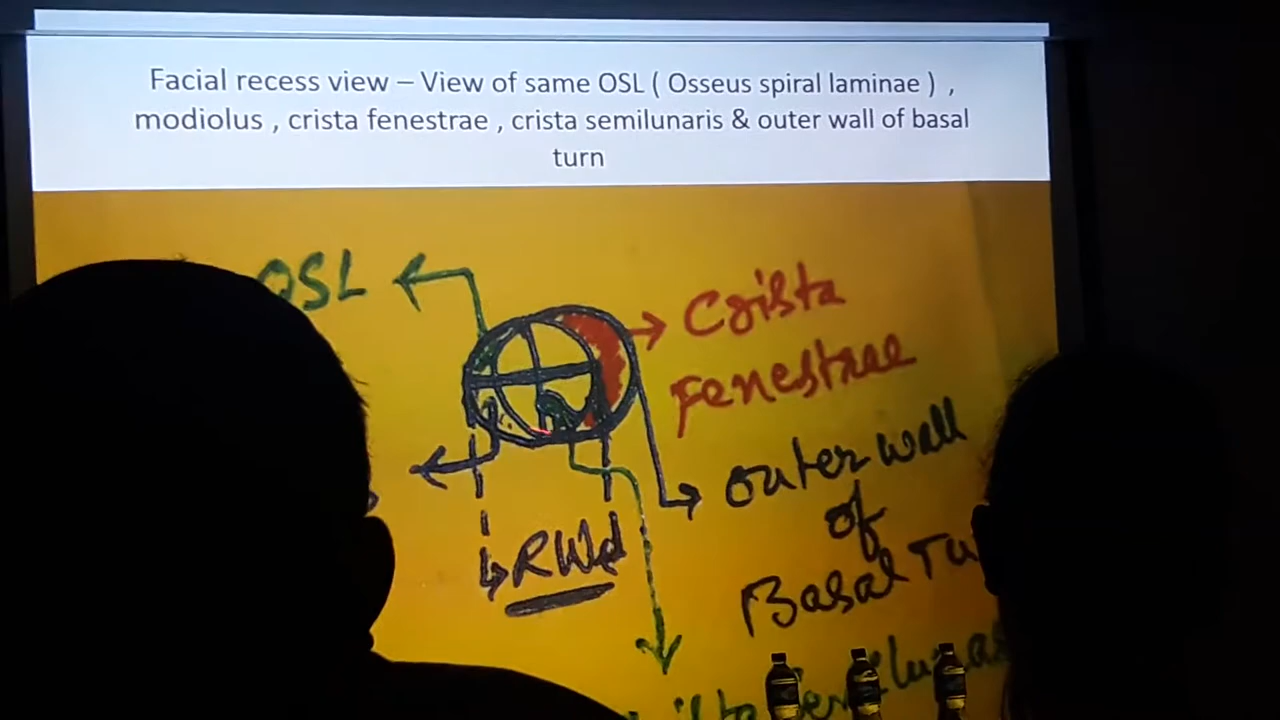 Facial recess view – View of same OSL ( Osseus spiral laminae ) ,
modiolus , crista fenestrae , crista semilunaris & outer wall of basal
turn
OSL
Crista
Fenestrae
outer wall
of
Basal
RWd